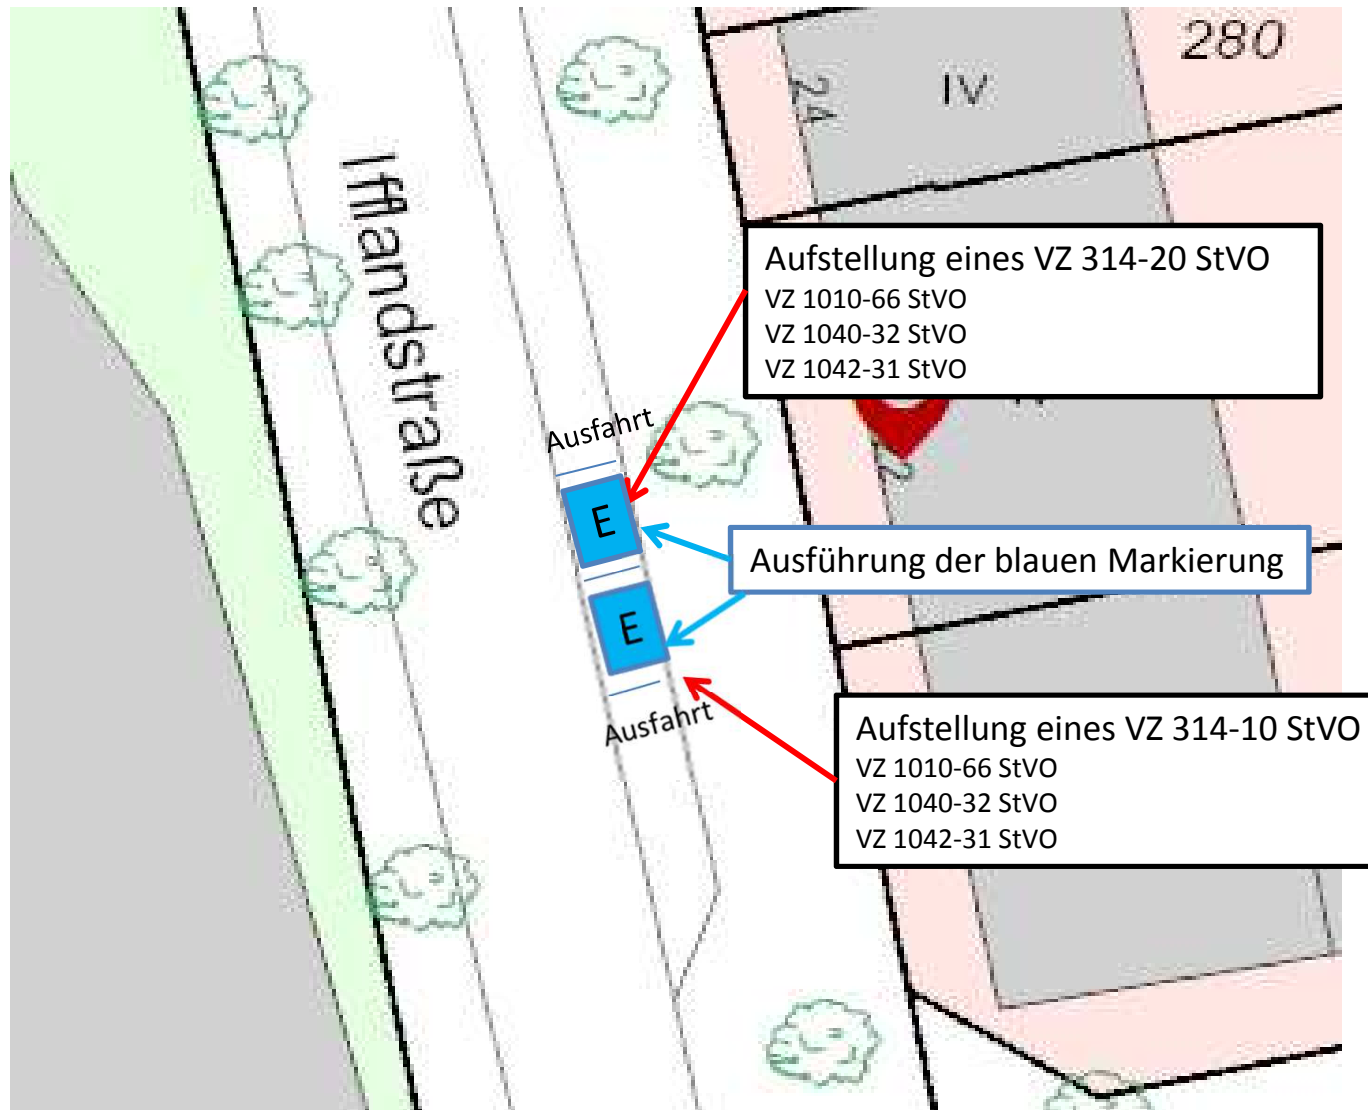 280
IV
24
Ifflandstraße
Aufstellung eines VZ 314-20 StVO
VZ 1010-66 StVO
VZ 1040-32 StVO
VZ 1042-31 StVO
Ausfahrt
E
Ausführung der blauen Markierung
E
Ausfahrt
Aufstellung eines VZ 314-10 StVO
VZ 1010-66 StVO
VZ 1040-32 StVO
VZ 1042-31 StVO